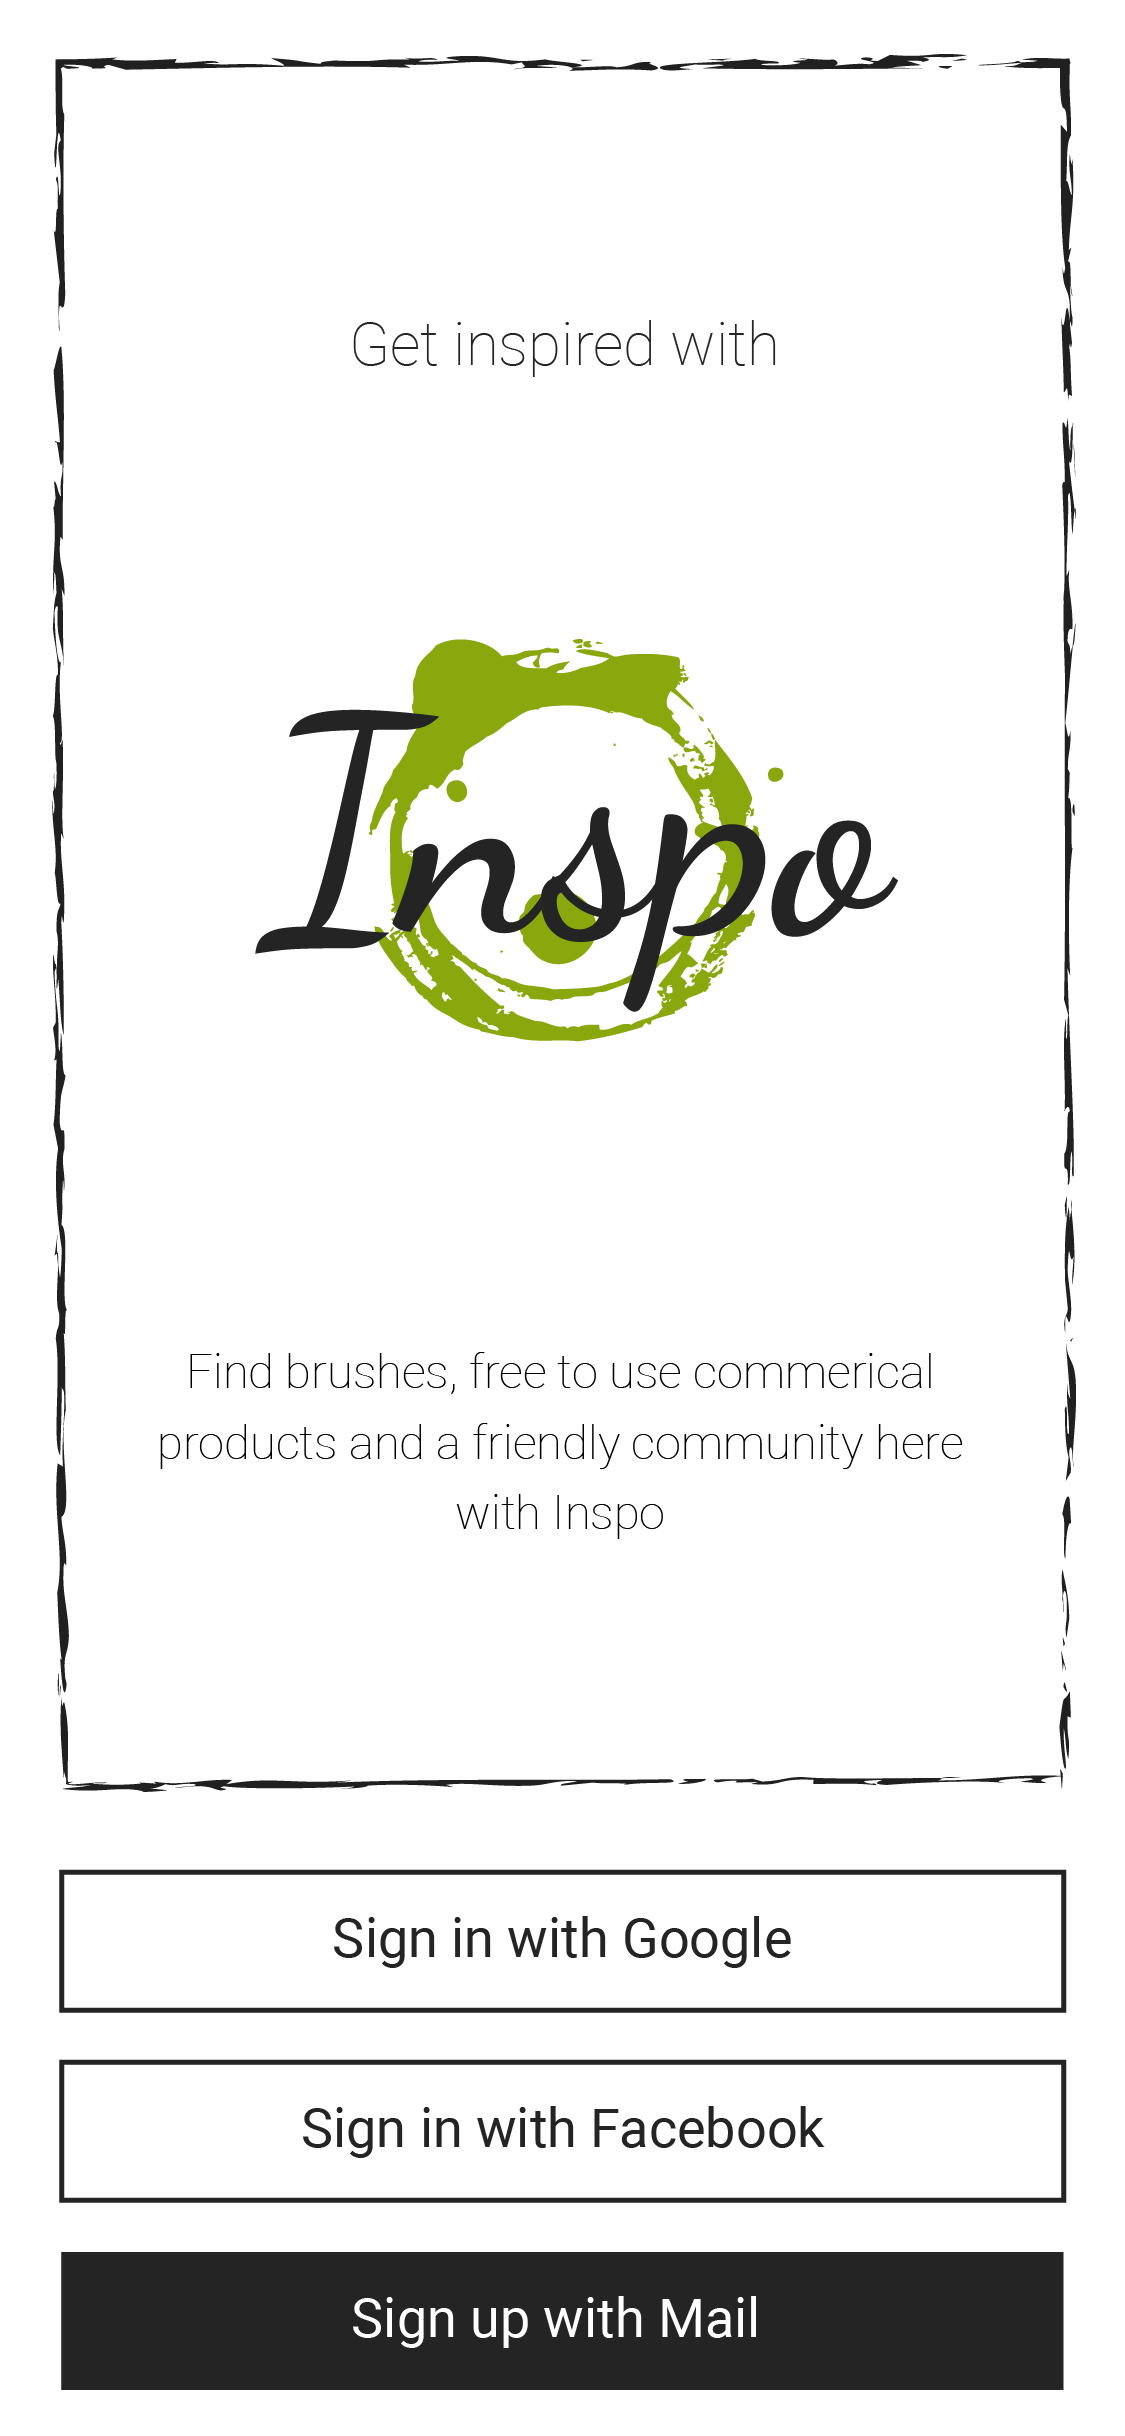 Get inspired with
Inspo
Find brushes, free to use commerical
products and a friendly community here
with Inspo
Sign in with Google
Sign in with Facebook
Sign up with Mail